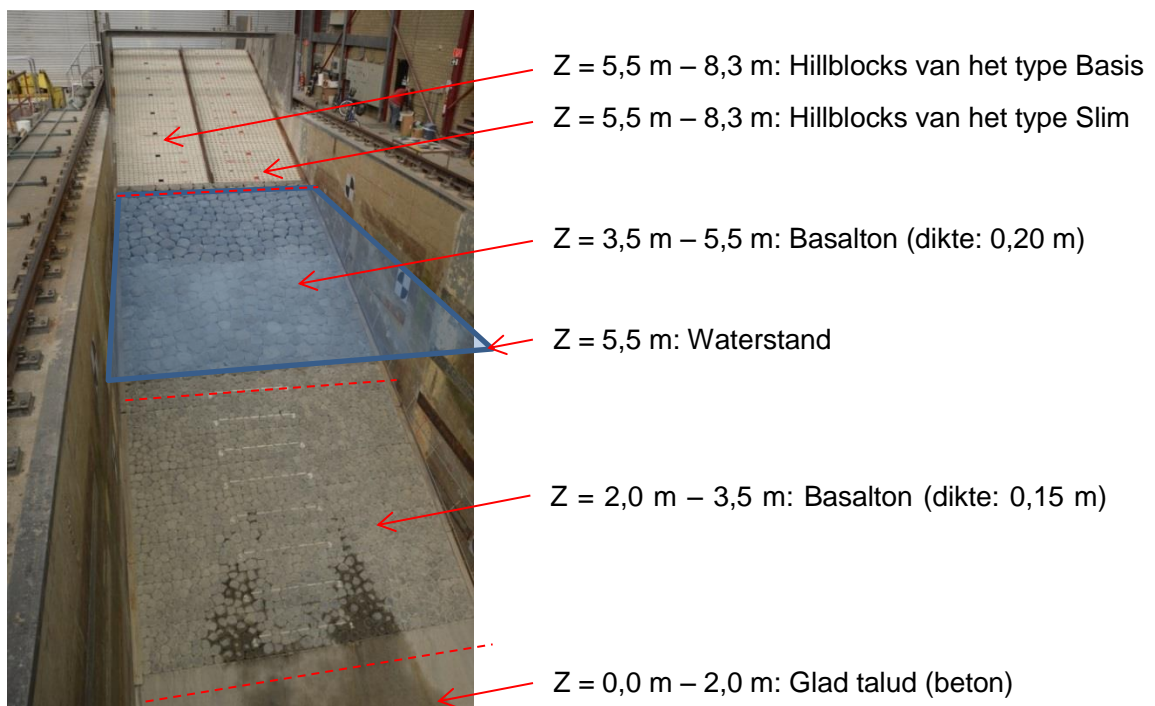 Z = 5,5 m – 8,3 m: Hillblocks van het type Basis
Z = 5,5 m – 8,3 m: Hillblocks van het type Slim
Z = 3,5 m – 5,5 m: Basalton (dikte: 0,20 m)
Z = 5,5 m: Waterstand
Z = 2,0 m – 3,5 m: Basalton (dikte: 0,15 m)
Z = 0,0 m – 2,0 m: Glad talud (beton)